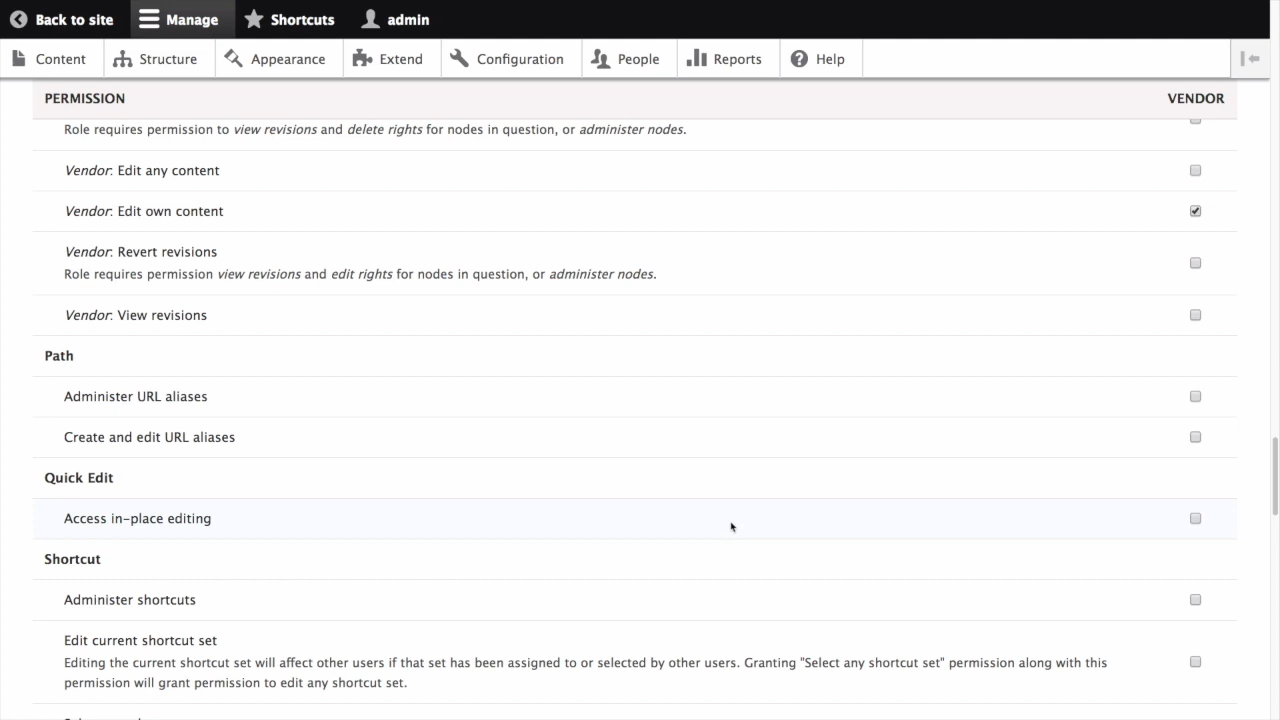 Back to site Manage Shortcuts admin
Content Structure Appearance Extend Configuration People Reports Help
PERMISSION VENDOR
Role requires permission to view revisions and delete rights for nodes in question, or administer nodes.
Vendor: Edit any content
Vendor: Edit own content
Vendor: Revert revisions
Role requires permission view revisions and edit rights for nodes in question, or administer nodes.
Vendor: View revisions
Path
Administer URL aliases
Create and edit URL aliases
Quick Edit
Access in-place editing
Shortcut
Administer shortcuts
Edit current shortcut set
Editing the current shortcut set will affect other users if that set has been assigned to or selected by other users. Granting "Select any shortcut set" permission along with this
permission will grant permission to edit any shortcut set.